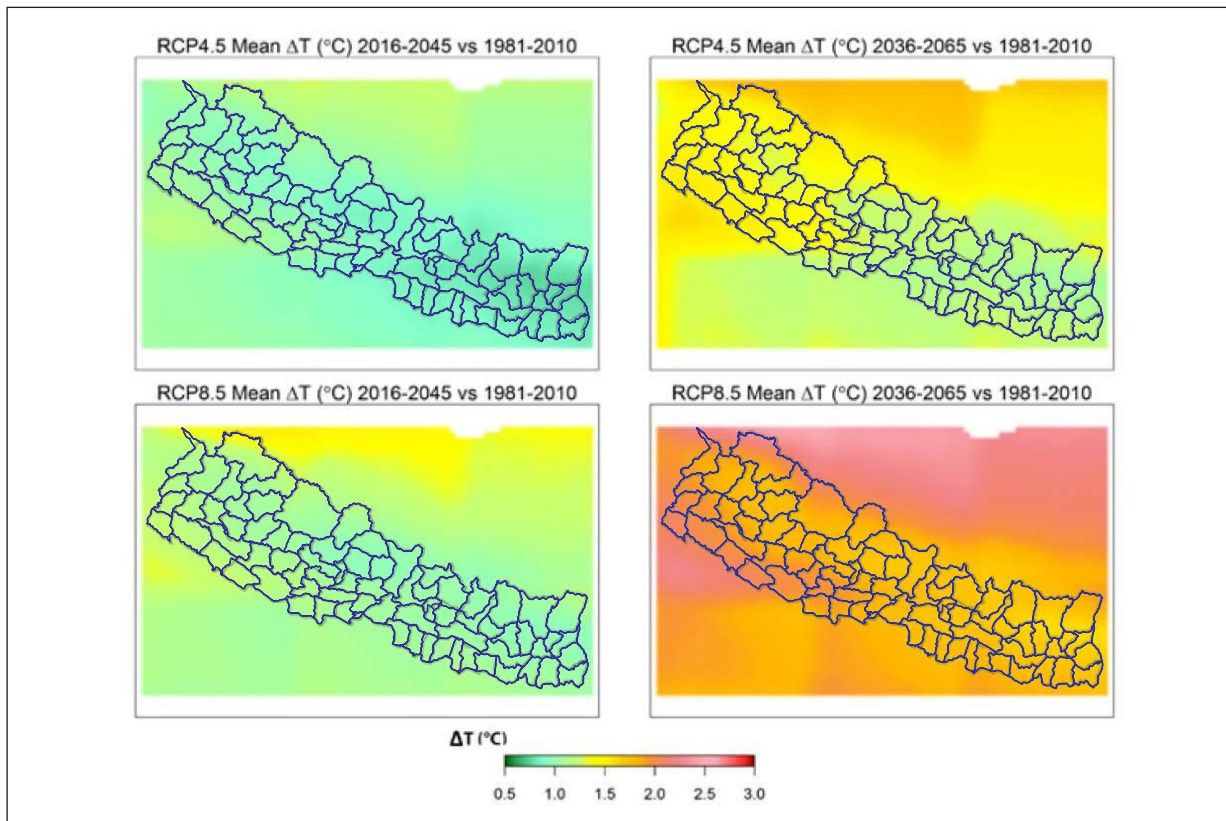 RCP4.5 Mean ΔT (°C) 2016-2045 vs 1981-2010
RCP4.5 Mean ΔT (°C) 2036-2065 vs 1981-2010
RCP8.5 Mean ΔT (°C) 2016-2045 vs 1981-2010
RCP8.5 Mean ΔT (°C) 2036-2065 vs 1981-2010
ΔT (°C)
0.5 1.0 1.5 2.0 2.5 3.0